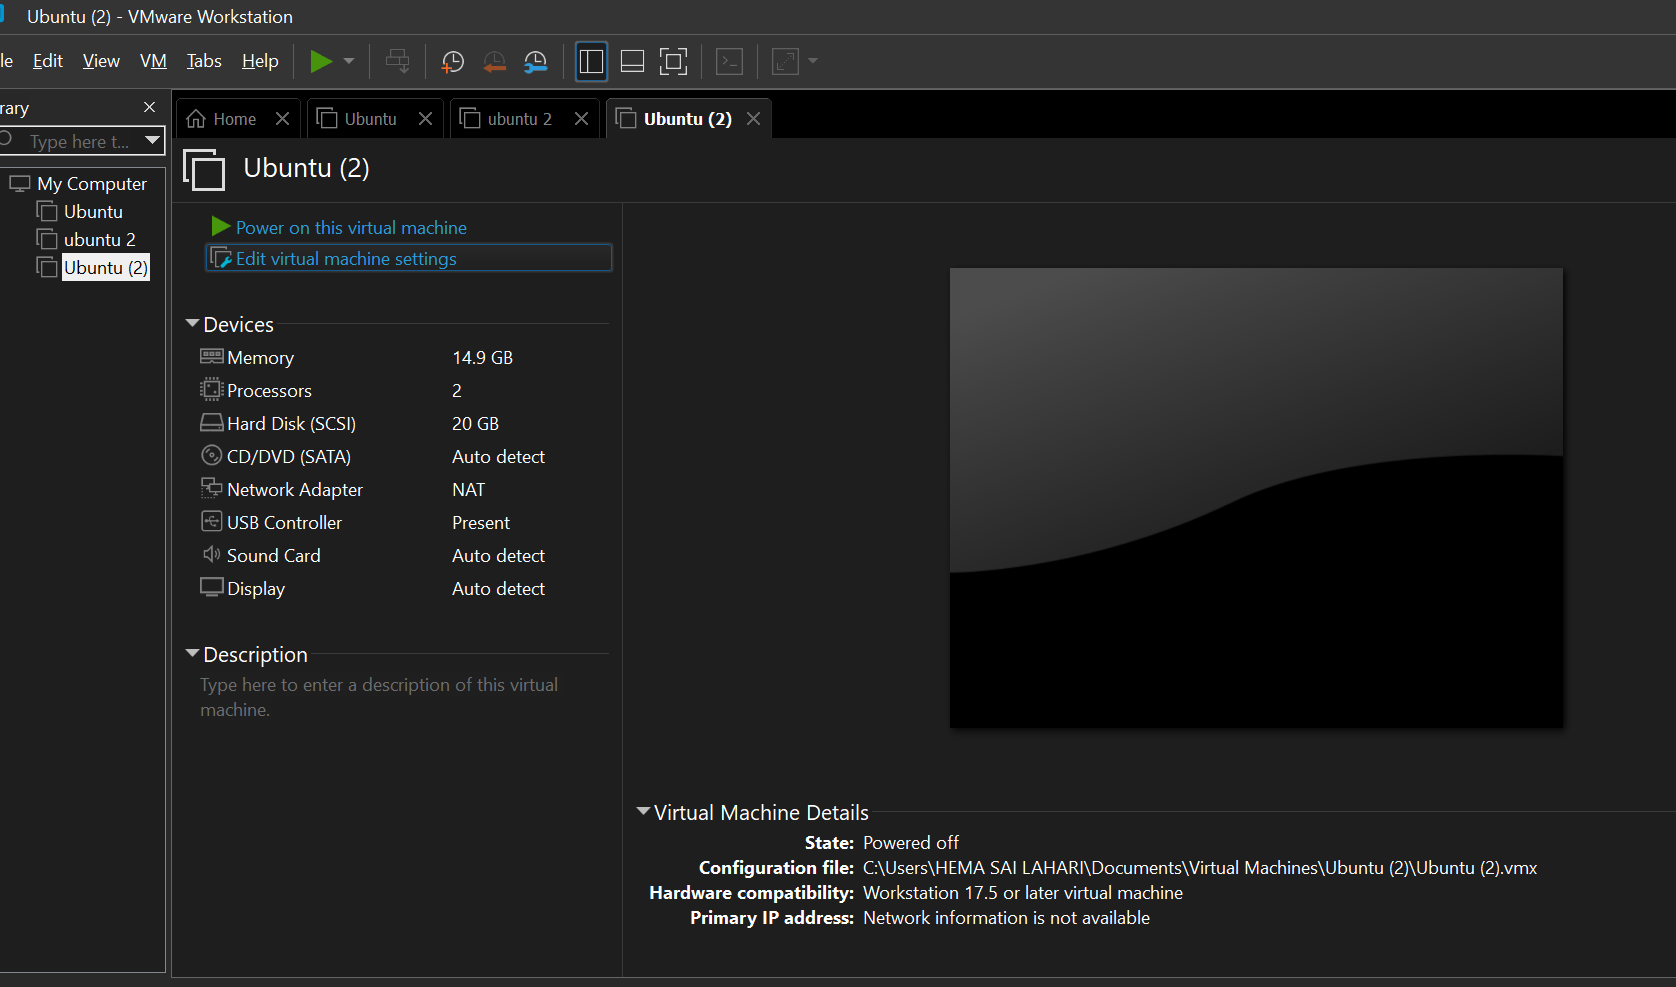 Ubuntu (2) - VMware Workstation
le Edit View VM Tabs Help
rary
Type here t...
My Computer
Ubuntu
ubuntu 2
Ubuntu (2)
Home
Ubuntu
ubuntu 2
Ubuntu (2)
Ubuntu (2)
Power on this virtual machine
Edit virtual machine settings
Devices
Memory 14.9 GB
Processors 2
Hard Disk (SCSI) 20 GB
CD/DVD (SATA) Auto detect
Network Adapter NAT
USB Controller Present
Sound Card Auto detect
Display Auto detect
Description
Type here to enter a description of this virtual
machine.
Virtual Machine Details
State: Powered off
Configuration file: C:\Users\HEMA SAI LAHARI\Documents\Virtual Machines\Ubuntu (2)\Ubuntu (2).vmx
Hardware compatibility: Workstation 17.5 or later virtual machine
Primary IP address: Network information is not available